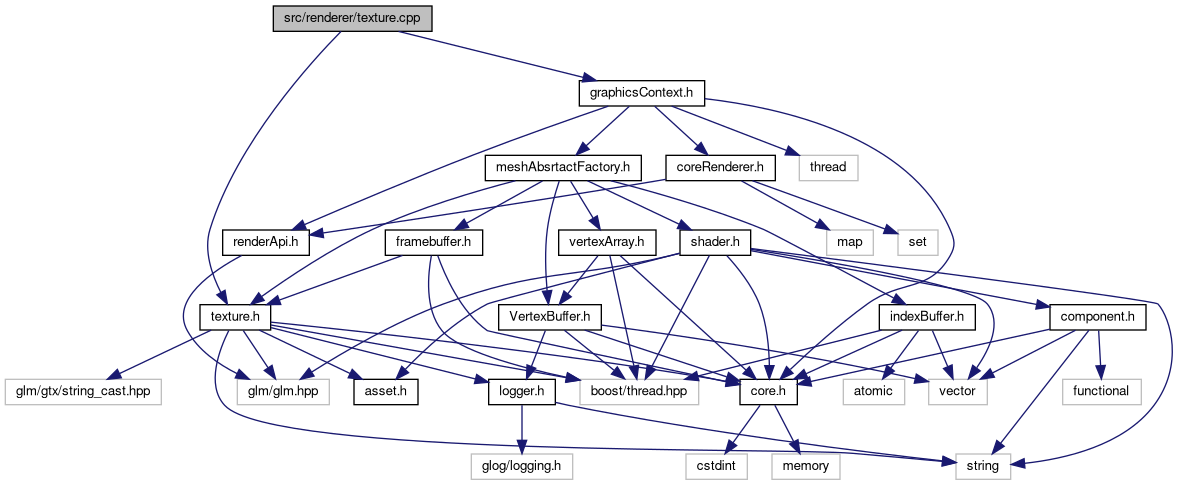 src/renderer/texture.cpp
graphicsContext.h
meshAbsrtactFactory.h
coreRenderer.h
thread
renderApi.h
framebuffer.h
vertexArray.h
shader.h
map
set
texture.h
VertexBuffer.h
indexBuffer.h
component.h
glm/gtx/string_cast.hpp
glm/glm.hpp
asset.h
logger.h
boost/thread.hpp
core.h
atomic
vector
functional
glog/logging.h
cstdint
memory
string